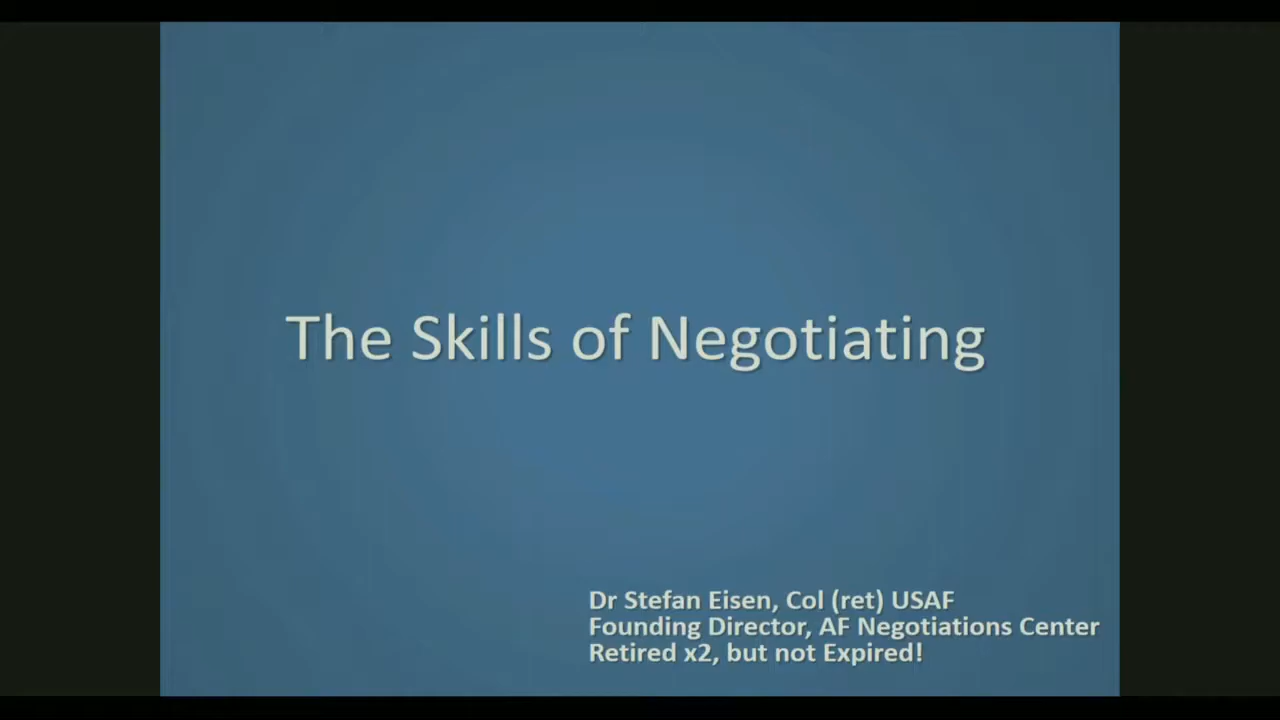 The Skills of Negotiating
Dr Stefan Eisen, Col (ret) USAF
Founding Director, AF Negotiations Center
Retired x2, but not Expired!